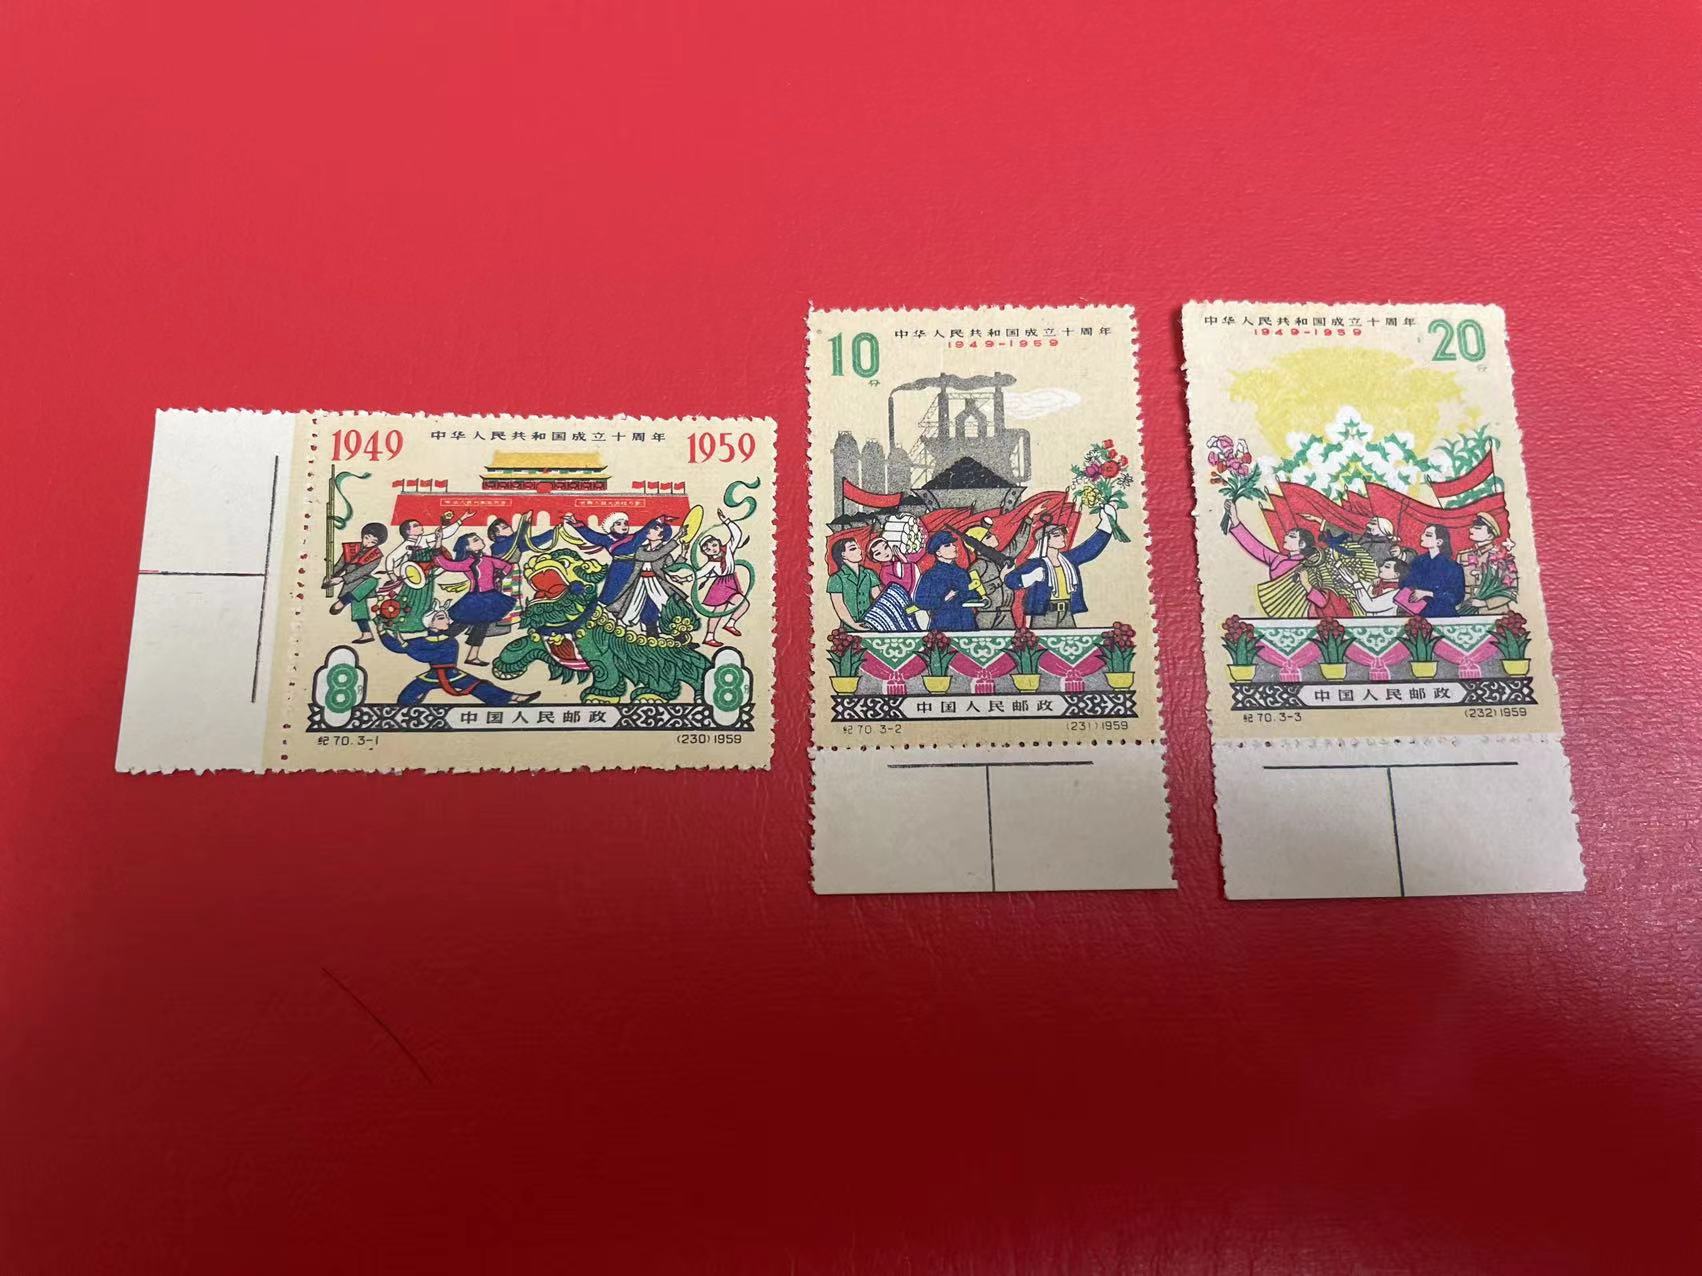 1949 中华人民共和国成立十周年 1959
8 8
中国人民邮政
纪70.3-1 (230)1959
10分 中华人民共和国成立十周年
1949-1959
中国人民邮政
纪70.3-2 (231)1959
中华人民共和国成立十周年 20分
1949-1959
中国人民邮政
纪70.3-3 (232)1959